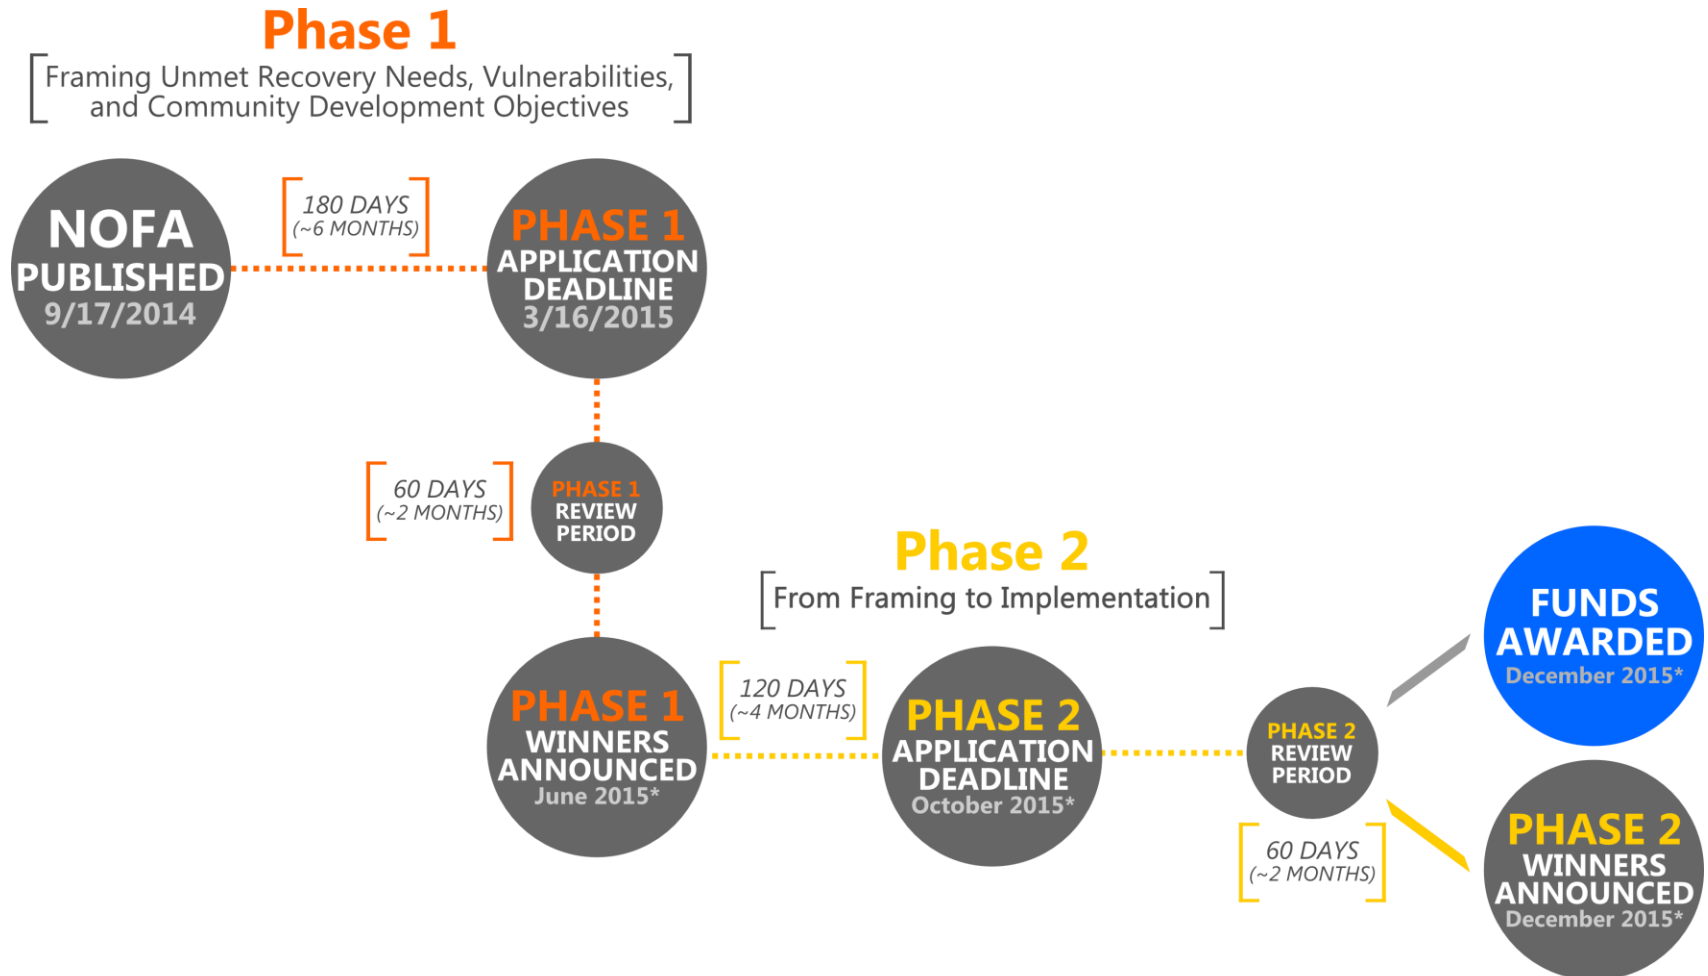 Phase 1
Framing Unmet Recovery Needs, Vulnerabilities,
and Community Development Objectives
NOFA
PUBLISHED
9/17/2014
180 DAYS
(~6 MONTHS)
PHASE 1
APPLICATION
DEADLINE
3/16/2015
60 DAYS
(~2 MONTHS)
PHASE 1
REVIEW
PERIOD
PHASE 1
WINNERS
ANNOUNCED
June 2015*
Phase 2
From Framing to Implementation
120 DAYS
(~4 MONTHS)
PHASE 2
APPLICATION
DEADLINE
October 2015*
PHASE 2
REVIEW
PERIOD
60 DAYS
(~2 MONTHS)
FUNDS
AWARDED
December 2015*
PHASE 2
WINNERS
ANNOUNCED
December 2015*